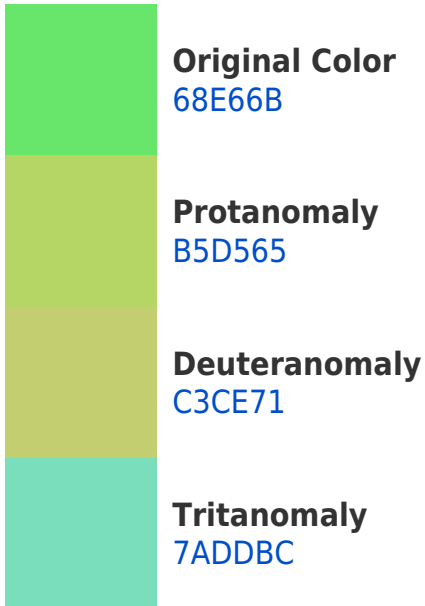 Original Color
68E66B
Protanomaly
B5D565
Deuteranomaly
C3CE71
Tritanomaly
7ADDBC